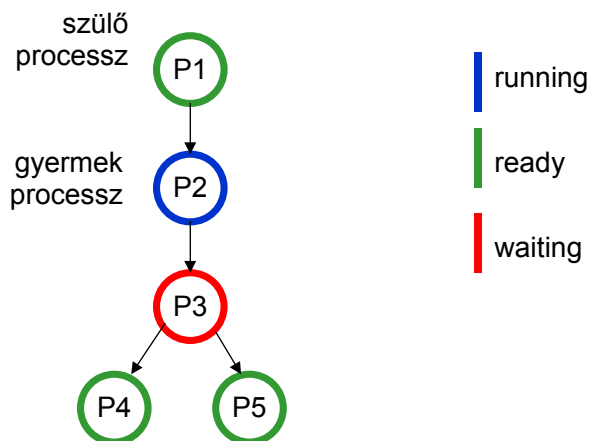 szülő
processz
P1
running
ready
gyermek
processz
P2
waiting
P3
P4
P5